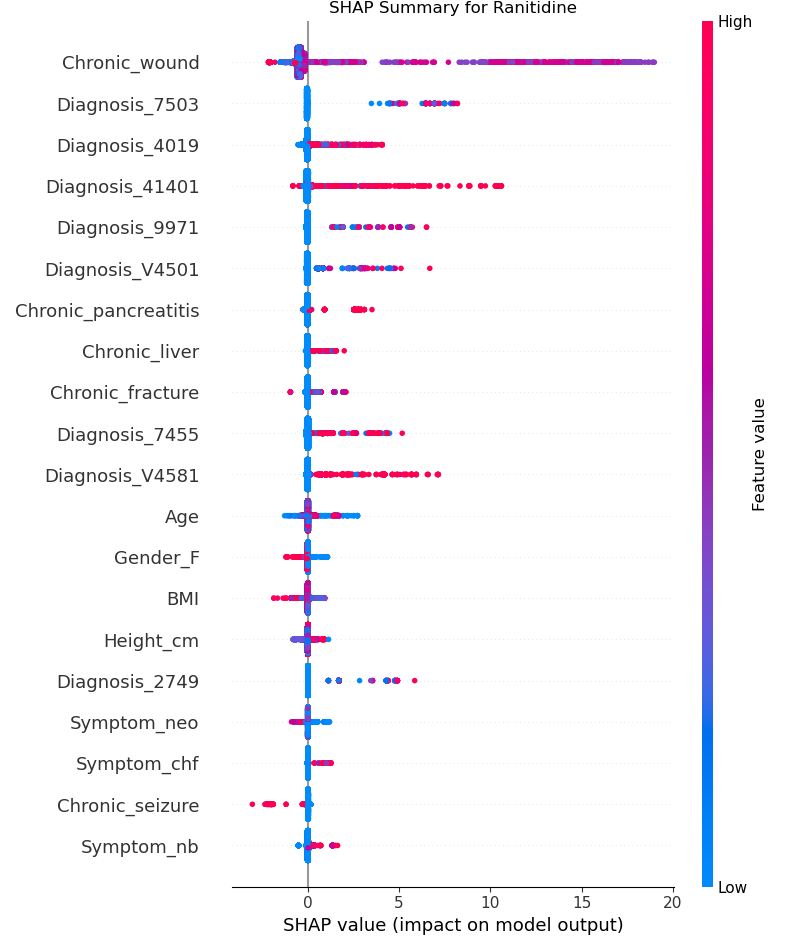 SHAP Summary for Ranitidine
High
Chronic_wound
Diagnosis_7503
Diagnosis_4019
Diagnosis_41401
Diagnosis_9971
Diagnosis_V4501
Chronic_pancreatitis
Chronic_liver
Chronic_fracture
Diagnosis_7455
Diagnosis_V4581
Age
Gender_F
BMI
Height_cm
Diagnosis_2749
Symptom_neo
Symptom_chf
Chronic_seizure
Symptom_nb
Feature value
Low
0 5 10 15 20
SHAP value (impact on model output)